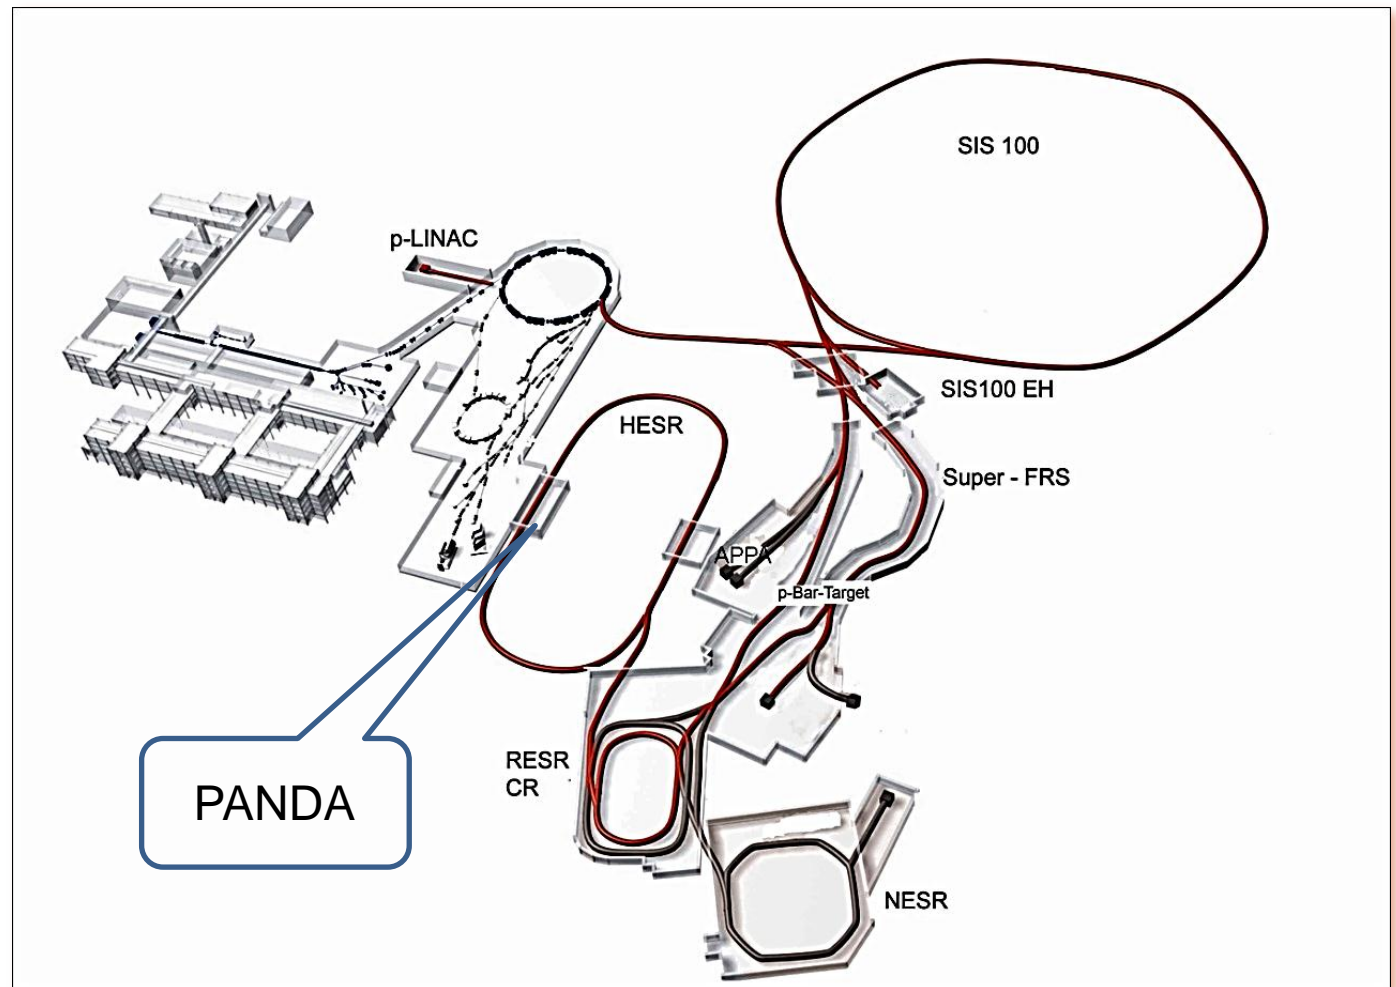 SIS 100
p-LINAC
SIS100 EH
HESR
Super - FRS
APPA
p-Bar-Target
RESR
CR
PANDA
NESR